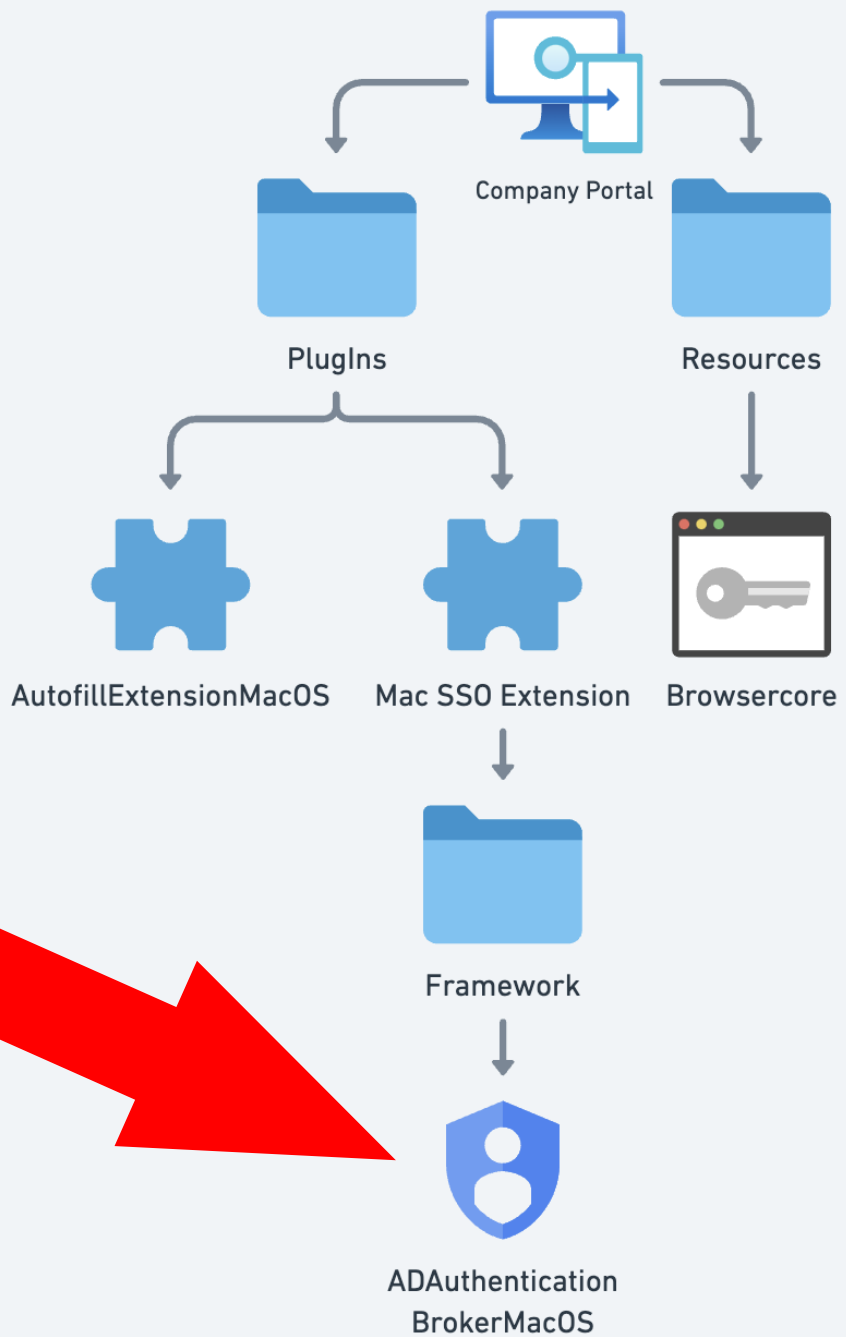 Company Portal
PlugIns
Resources
AutofillExtensionMacOS
Mac SSO Extension
Browsercore
Framework
ADAuthentication
BrokerMacOS